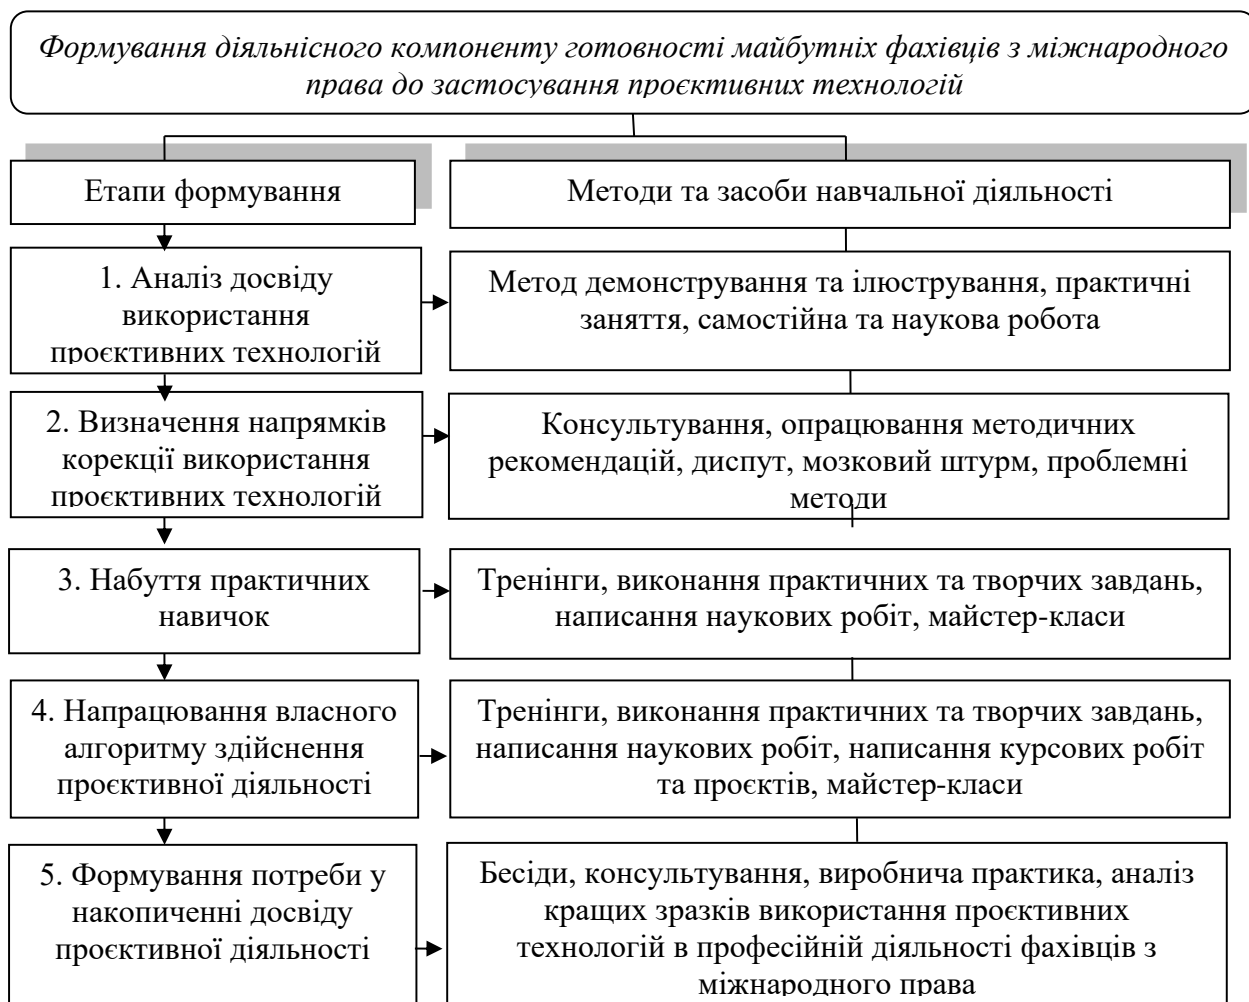 Формування діяльнісного компоненту готовності майбутніх фахівців з міжнародного
права до застосування проєктивних технологій
Етапи формування
Методи та засоби навчальної діяльності
1. Аналіз досвіду
використання
проєктивних технологій
Метод демонстрування та ілюстрування, практичні
заняття, самостійна та наукова робота
2. Визначення напрямків
корекції використання
проєктивних технологій
Консультування, опрацювання методичних
рекомендацій, диспут, мозковий штурм, проблемні
методи
3. Набуття практичних
навичок
Тренінги, виконання практичних та творчих завдань,
написання наукових робіт, майстер-класи
4. Напрацювання власного
алгоритму здійснення
проєктивної діяльності
Тренінги, виконання практичних та творчих завдань,
написання наукових робіт, написання курсових робіт
та проєктів, майстер-класи
5. Формування потреби у
накопиченні досвіду
проєктивної діяльності
Бесіди, консультування, виробнича практика, аналіз
кращих зразків використання проєктивних
технологій в професійній діяльності фахівців з
міжнародного права